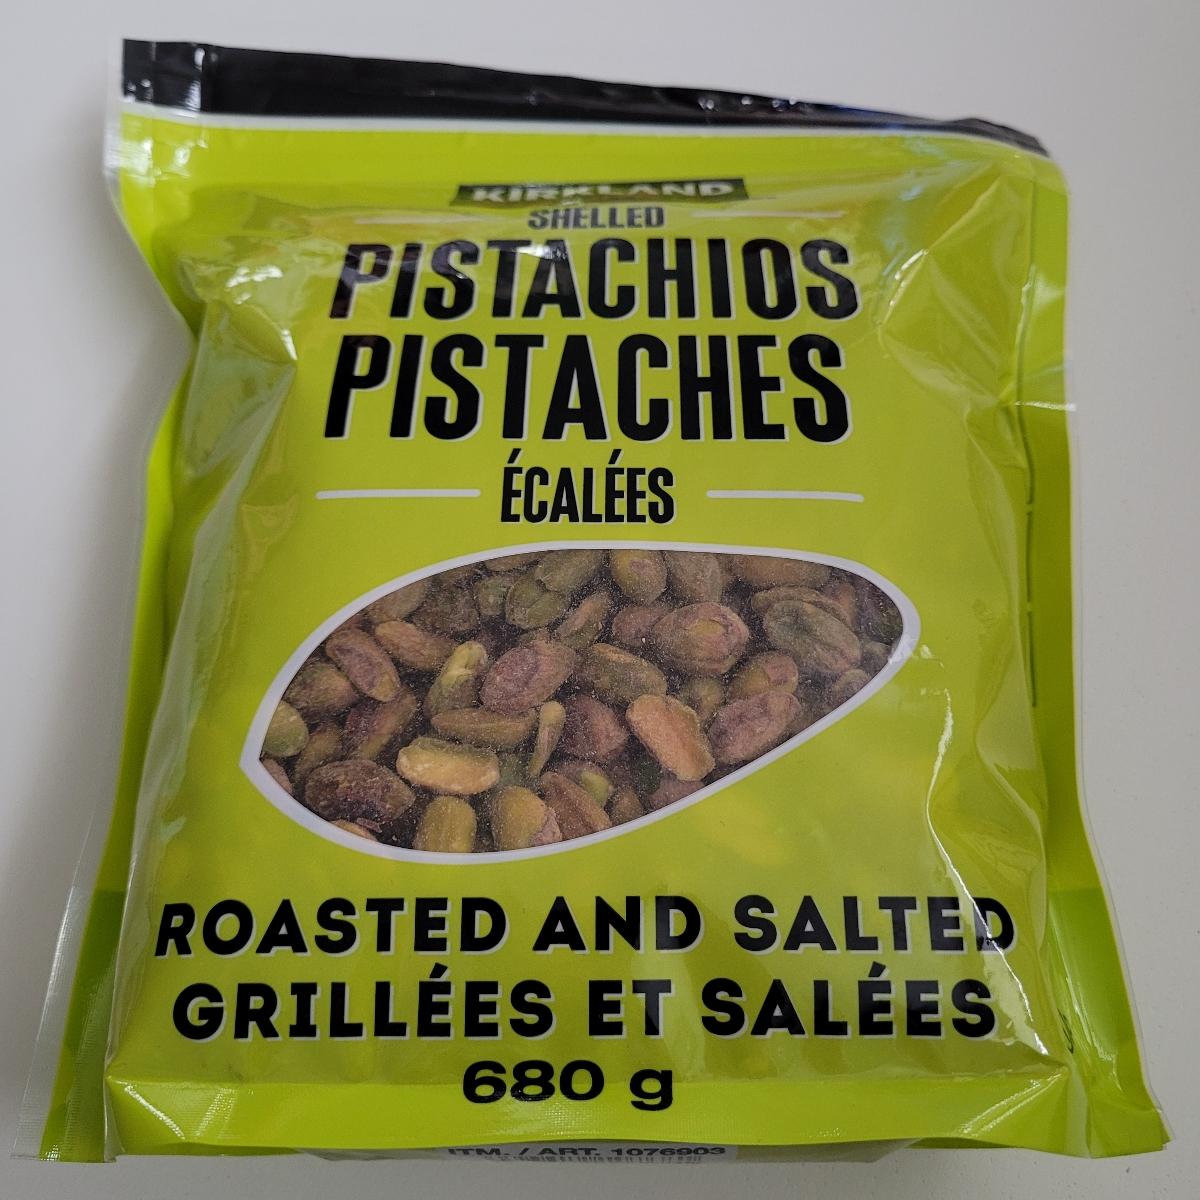 KIRKLAND
SHELLED
PISTACHIOS
PISTACHES
ÉCALÉES
ROASTED AND SALTED
GRILLÉES ET SALÉES
680 g
ITM. / ART. 1076903